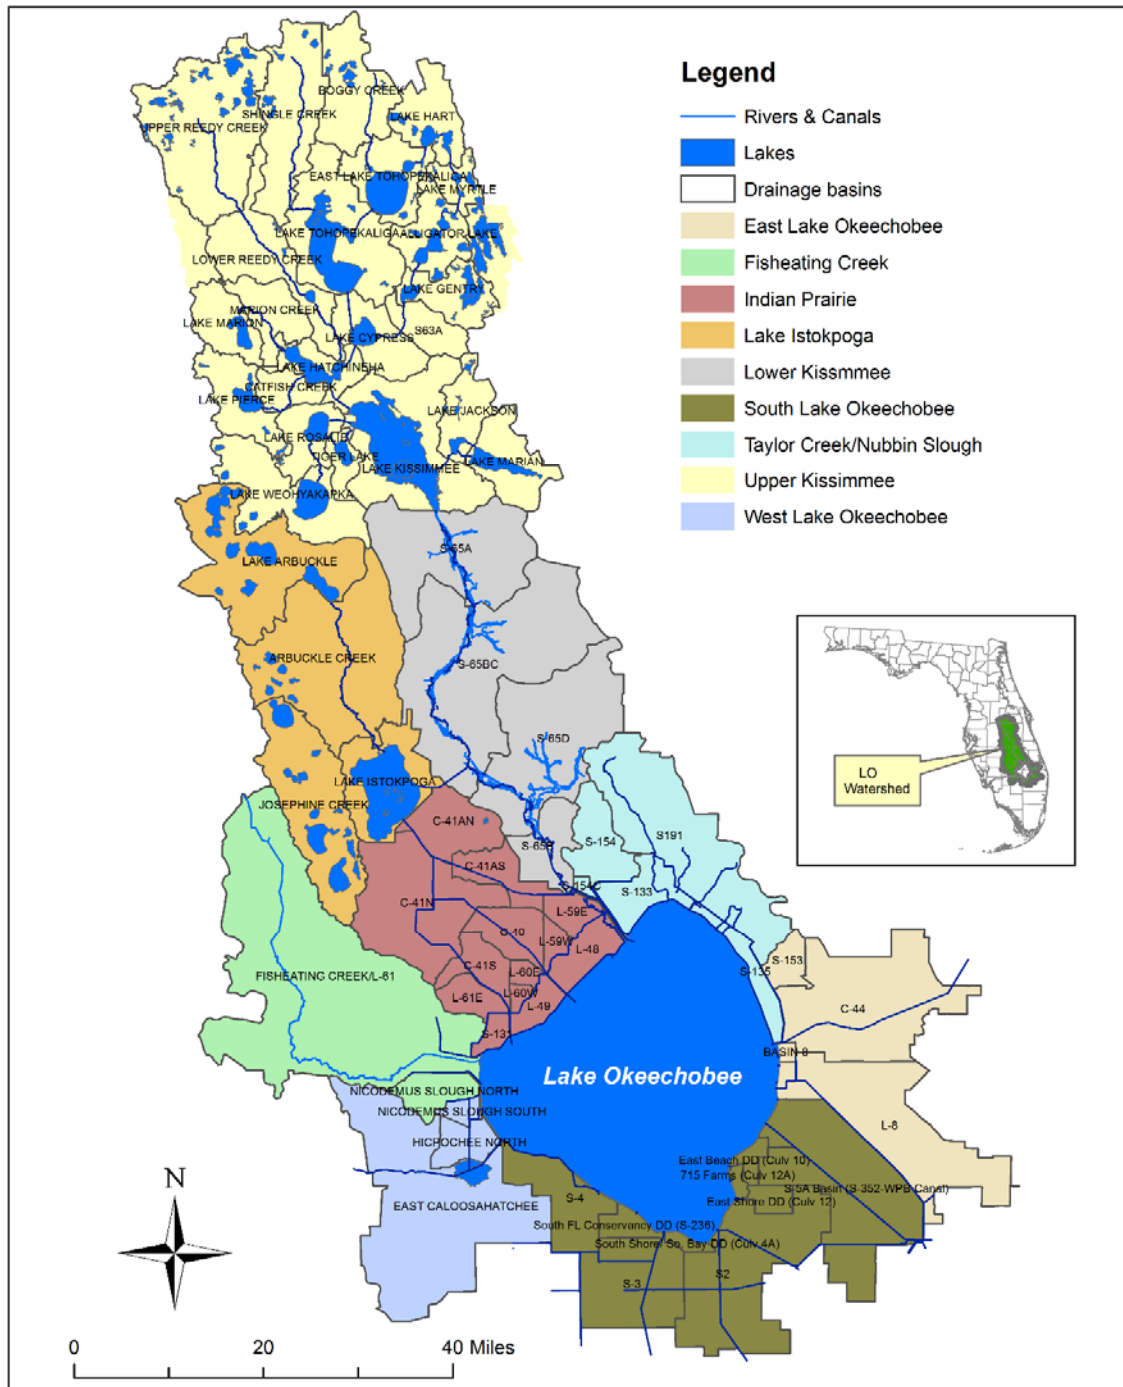 Legend
Rivers & Canals
Lakes
Drainage basins
East Lake Okeechobee
Fisheating Creek
Indian Prairie
Lake Istokpoga
Lower Kissmmee
South Lake Okeechobee
Taylor Creek/Nubbin Slough
Upper Kissimmee
West Lake Okeechobee
BOGGY CREEK
SHINGLE CREEK
LAKE HART
UPPER REEDY CREEK
EAST LAKE TOHOPEKALIGA
LAKE MYRTLE
LAKE TOHOPEKALIGA
ALLIGATOR LAKE
LOWER REEDY CREEK
LAKE GENTRY
MARION CREEK
LAKE MARION
LAKE CYPRESS
S63A
LAKE HATCHINEHA
CATFISH CREEK
LAKE PIERCE
LAKE JACKSON
LAKE ROSALIE
TIGER LAKE
LAKE KISSIMMEE
LAKE MARIAN
LAKE WEOHYAKAPKA
S-65A
LAKE ARBUCKLE
ARBUCKLE CREEK
S-65BC
S-65D
LAKE ISTOKPOGA
JOSEPHINE CREEK
C-41AN
S-65E
S-154
S191
C-41AS
S-154C
S-133
C-41N
L-59E
C-40
L-59W
L-48
S-153
S-135
C-41S
L-60E
FISHEATING CREEK/L-61
L-61E
L-60W
L-49
C-44
S-131
BASIN 8
Lake Okeechobee
NICODEMUS SLOUGH NORTH
NICODEMUS SLOUGH SOUTH
L-8
HICPOCHEE NORTH
East Beach DD (Culv 10)
715 Farms (Culv 12A)
S-5A Basin (S-352-WPB Canal)
S-4
East Shore DD (Culv 12)
EAST CALOOSAHATCHEE
South FL Conservancy DD (S-236)
South Shore/ So. Bay DD (Culv 4A)
S-3
S2
LO
Watershed
N
0 20 40 Miles